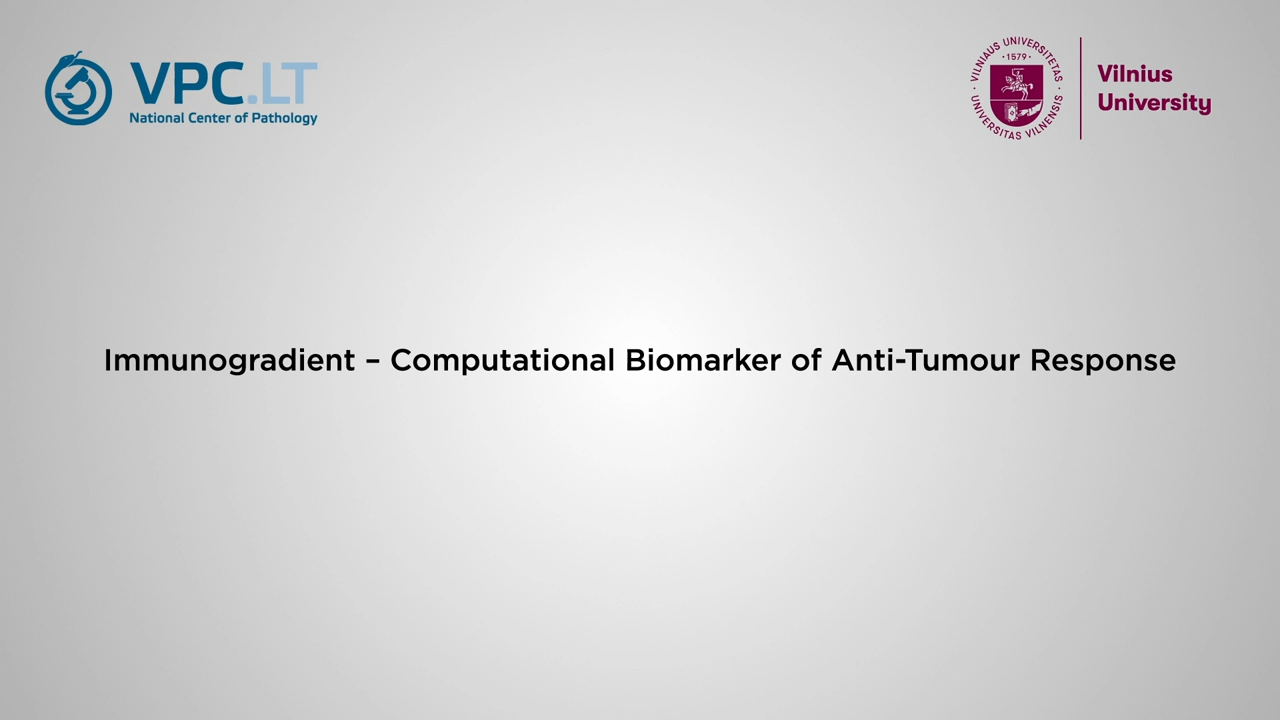 VPC.LT
National Center of Pathology
VILNIAUS UNIVERSITETAS
·1579·
UNIVERSITAS VILNENSIS
Vilnius
University
Immunogradient – Computational Biomarker of Anti-Tumour Response